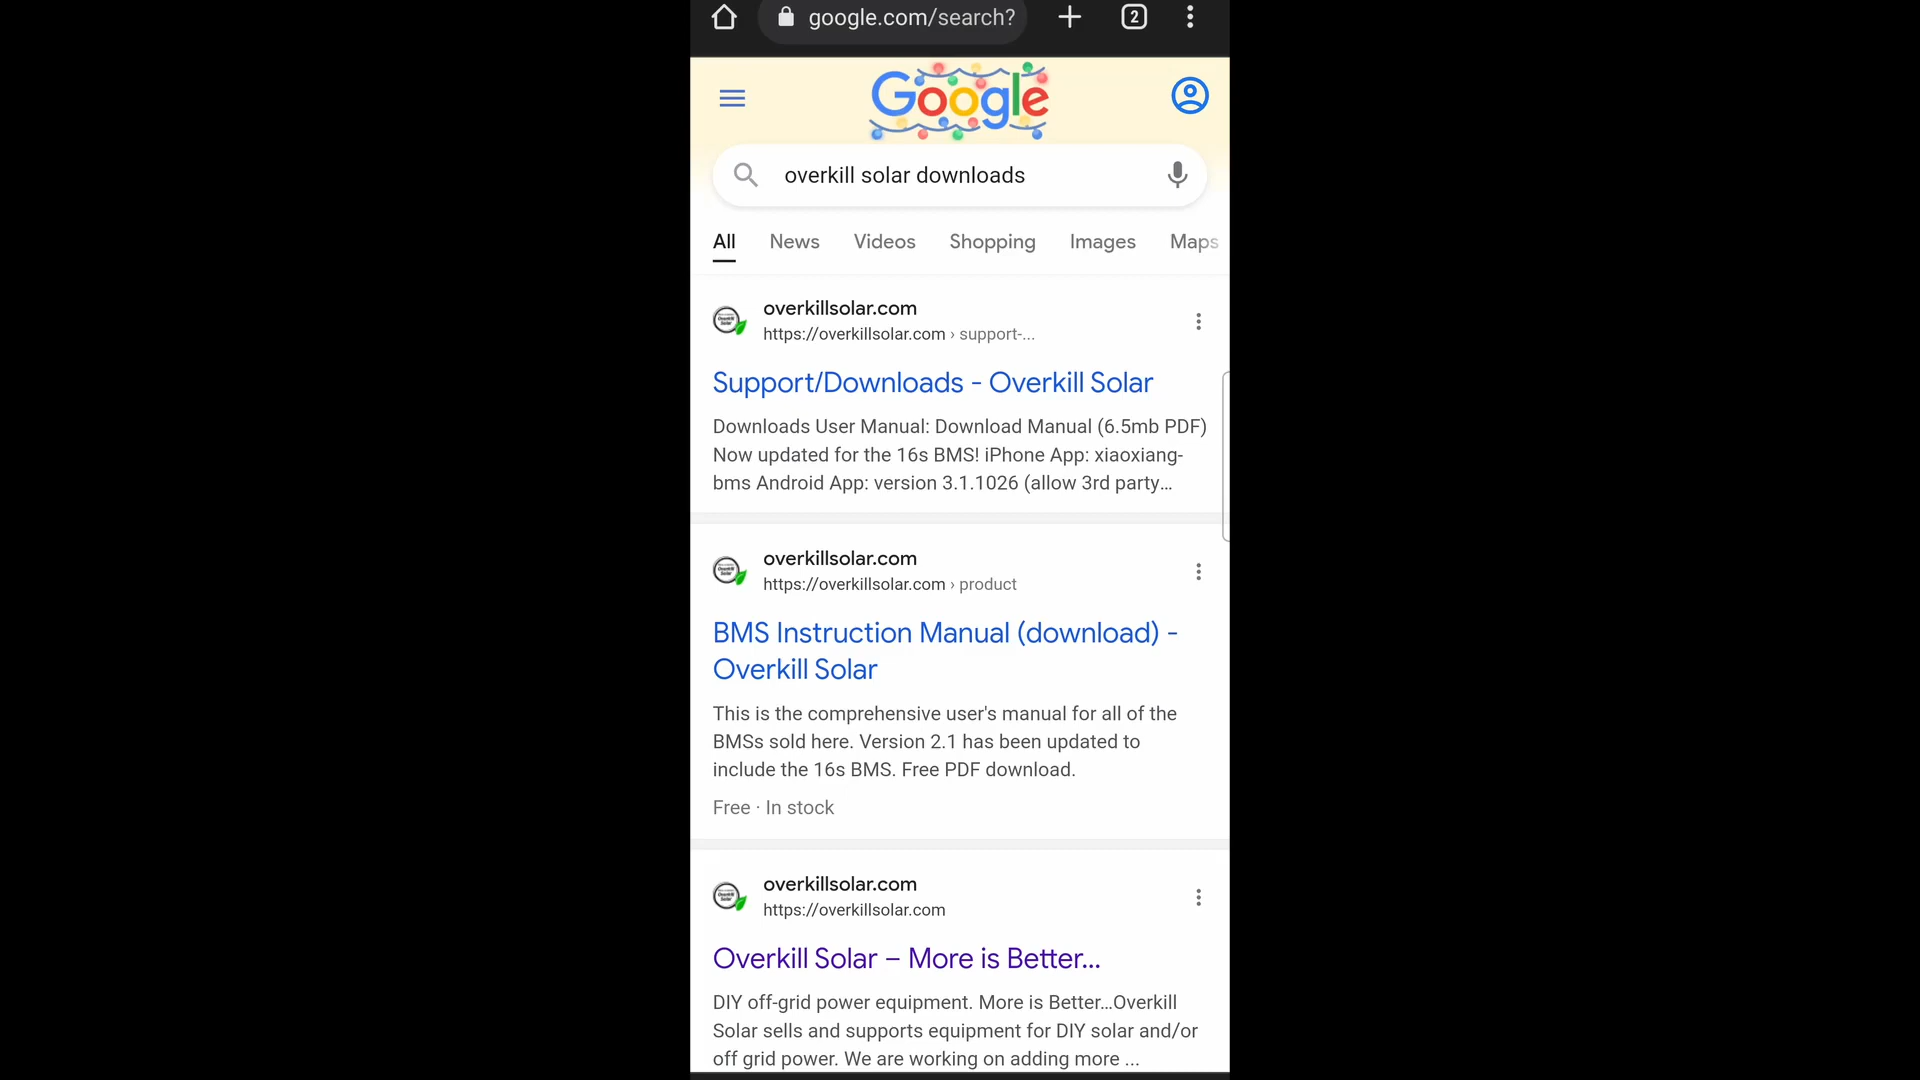 google.com/search?
2
Google
overkill solar downloads
All News Videos Shopping Images Maps
overkillsolar.com
https://overkillsolar.com › support-...
Support/Downloads - Overkill Solar
Downloads User Manual: Download Manual (6.5mb PDF)
Now updated for the 16s BMS! iPhone App: xiaoxiang-
bms Android App: version 3.1.1026 (allow 3rd party...
overkillsolar.com
https://overkillsolar.com › product
BMS Instruction Manual (download) -
Overkill Solar
This is the comprehensive user's manual for all of the
BMSs sold here. Version 2.1 has been updated to
include the 16s BMS. Free PDF download.
Free · In stock
overkillsolar.com
https://overkillsolar.com
Overkill Solar – More is Better...
DIY off-grid power equipment. More is Better...Overkill
Solar sells and supports equipment for DIY solar and/or
off grid power. We are working on adding more ...